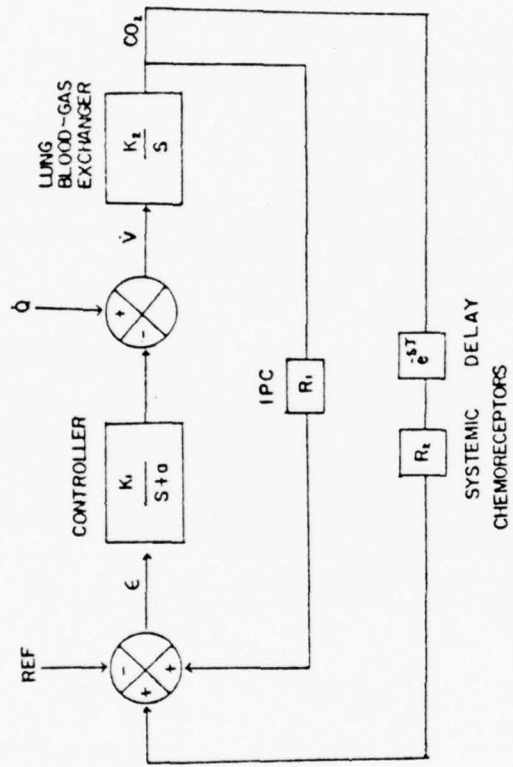 REF
ϵ
CONTROLLER
K₁
S+a
Q̇
V̇
LUNG
BLOOD-GAS
EXCHANGER
K₂
S
CO₂
IPC
R₁
R₂
e^-ST
SYSTEMIC DELAY
CHEMORECEPTORS